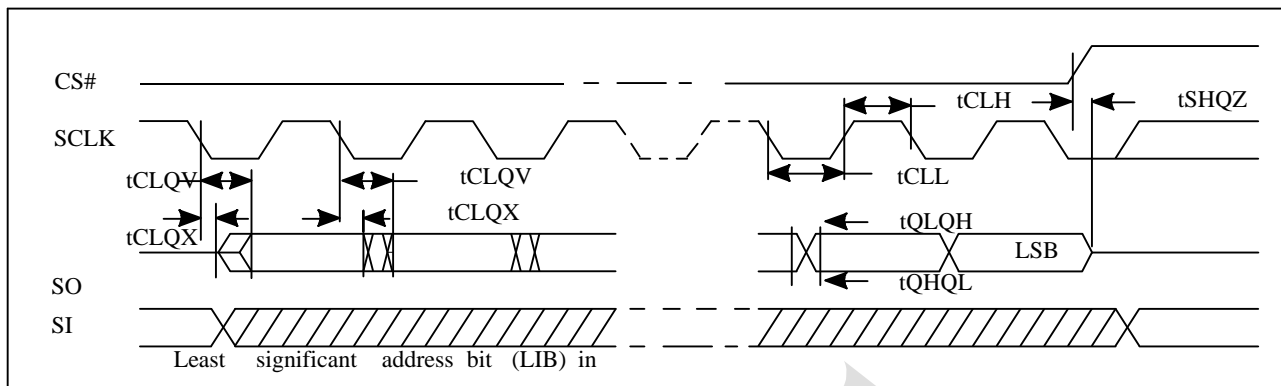 CS#
tCLH
tSHQZ
SCLK
tCLQV
tCLQV
tCLL
tCLQX
tCLQX
tQLQH
LSB
tQHQL
SO
SI
Least significant address bit (LIB) in